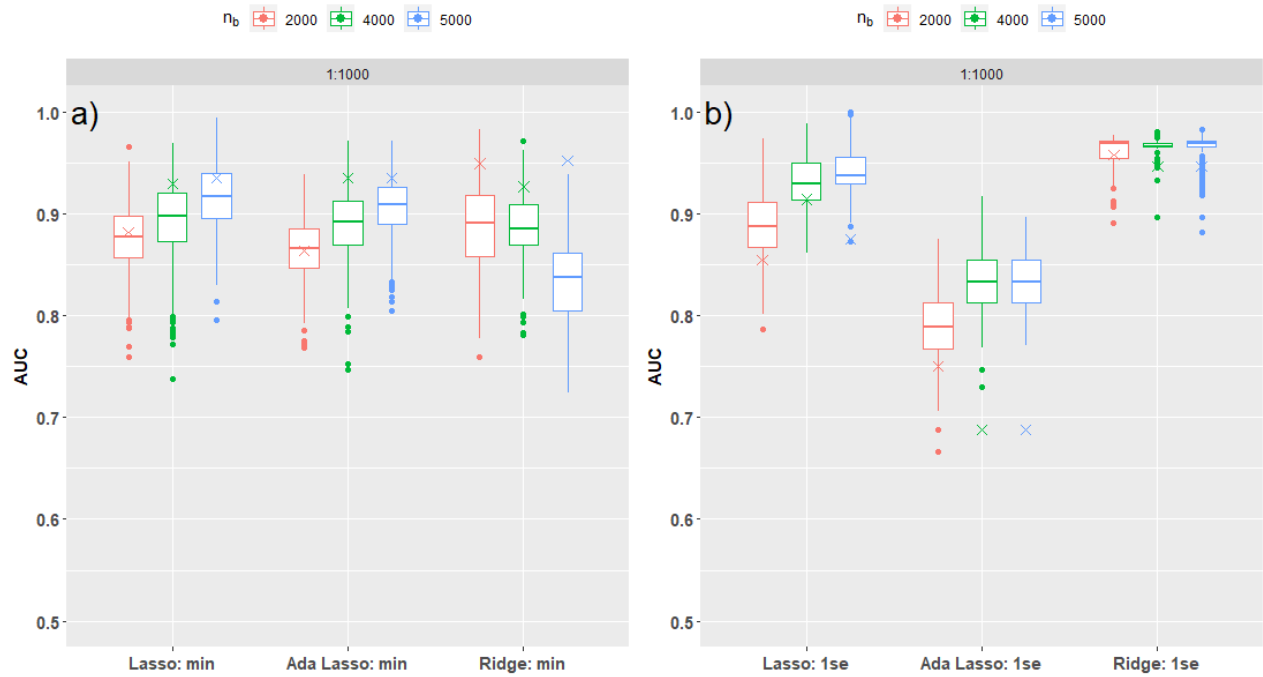 n_b 2000 4000 5000
1:1000
a)
1.0
0.9
0.8
0.7
0.6
0.5
AUC
Lasso: min Ada Lasso: min Ridge: min
n_b 2000 4000 5000
1:1000
b)
1.0
0.9
0.8
0.7
0.6
0.5
AUC
Lasso: 1se Ada Lasso: 1se Ridge: 1se